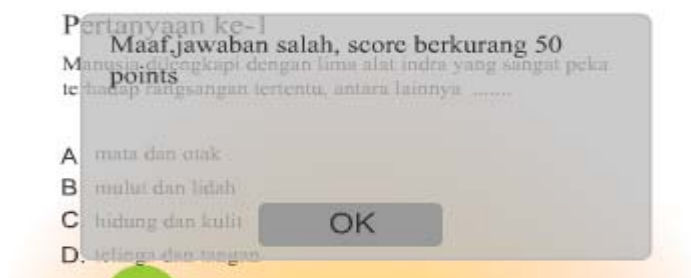 Pertanyaan ke-1
Maaf,jawaban salah, score berkurang 50
points
Manusia dilengkapi dengan lima alat indra yang sangat peka
terhadap rangsangan tertentu, antara lainnya .......
A. mata dan otak
B. mulut dan lidah
C. hidung dan kulit
D. telinga dan tangan
OK